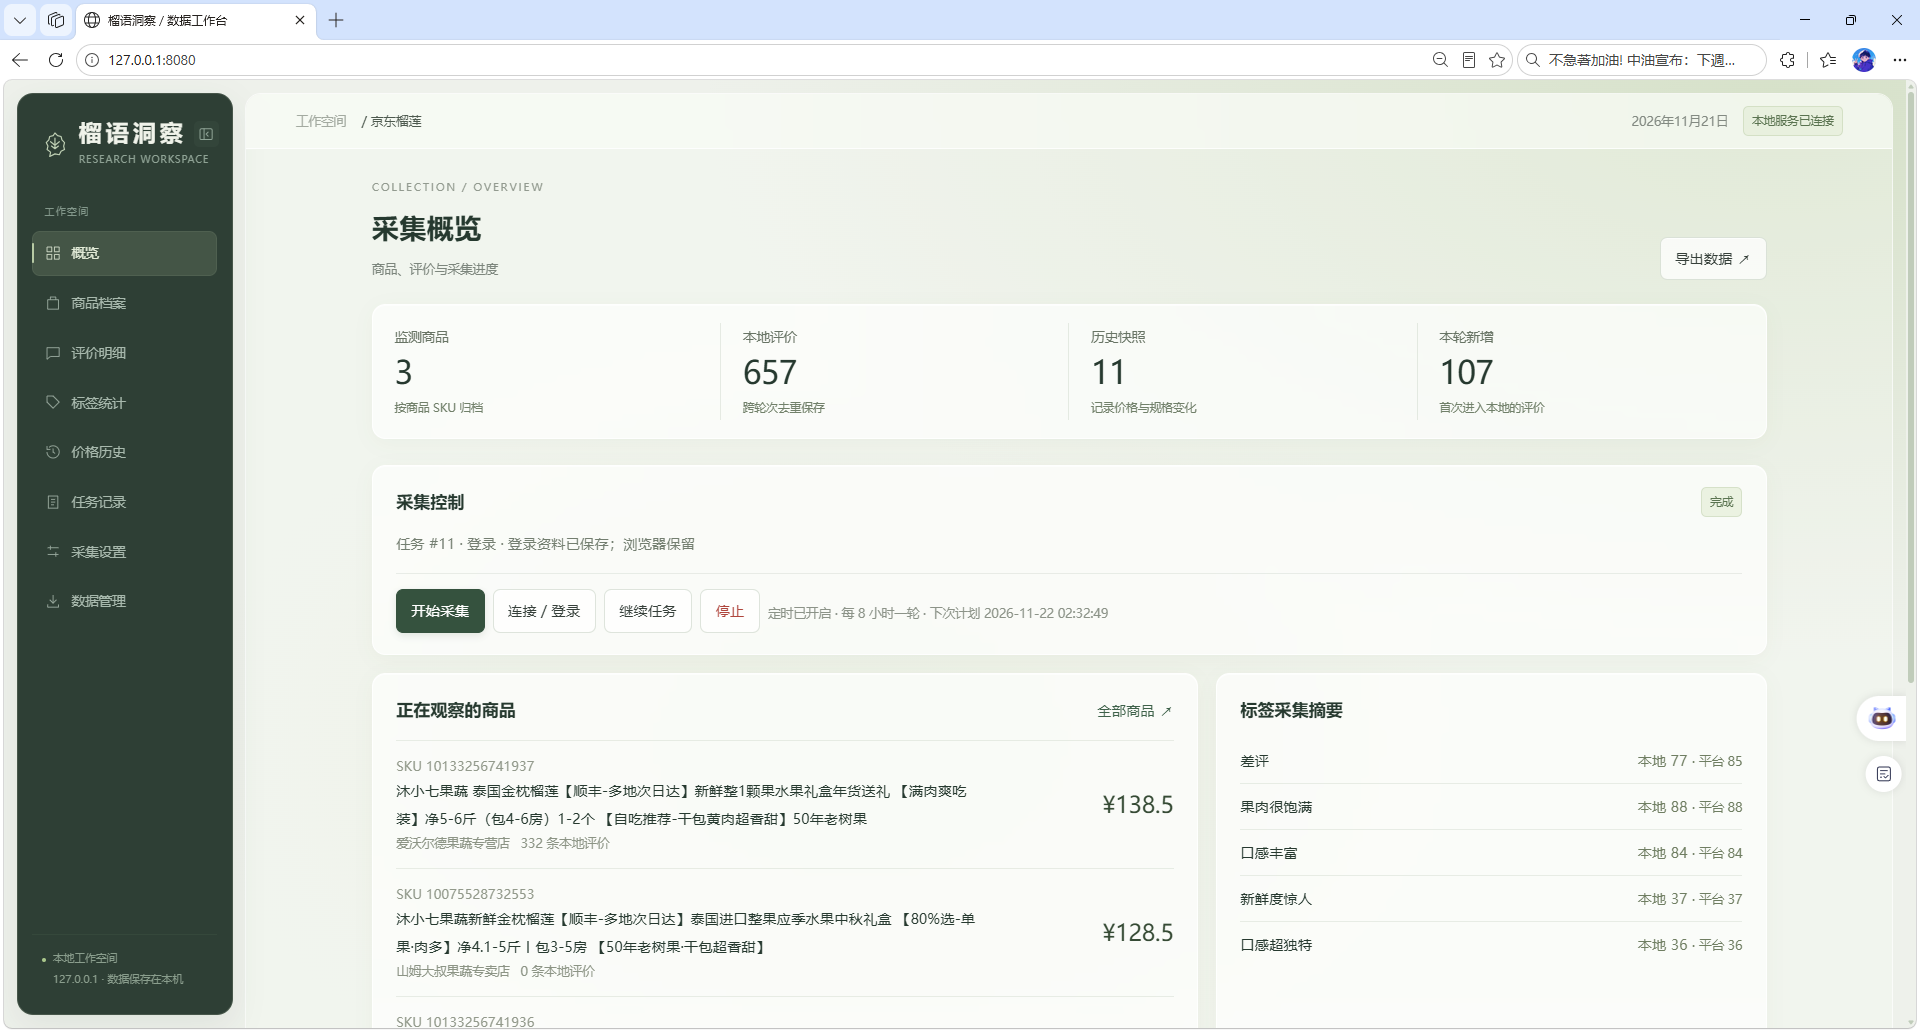 榴语洞察 / 数据工作台
127.0.0.1:8080
不急著加油! 中油宣布：下週...
榴语洞察
RESEARCH WORKSPACE
工作空间
概览
商品档案
评价明细
标签统计
价格历史
任务记录
采集设置
数据管理
本地工作空间
127.0.0.1 · 数据保存在本机
工作空间 / 京东榴莲
2026年11月21日
本地服务已连接
COLLECTION / OVERVIEW
采集概览
商品、评价与采集进度
导出数据 ↗
监测商品
3
按商品 SKU 归档
本地评价
657
跨轮次去重保存
历史快照
11
记录价格与规格变化
本轮新增
107
首次进入本地的评价
采集控制
完成
任务 #11 · 登录 · 登录资料已保存；浏览器保留
开始采集
连接 / 登录
继续任务
停止
定时已开启 · 每 8 小时一轮 · 下次计划 2026-11-22 02:32:49
正在观察的商品
全部商品 ↗
SKU 10133256741937
沐小七果蔬 泰国金枕榴莲【顺丰-多地次日达】新鲜整1颗果水果礼盒年货送礼 【满肉爽吃
装】净5-6斤（包4-6房）1-2个 【自吃推荐-干包黄肉超香甜】50年老树果
¥138.5
爱沃尔德果蔬专营店 332 条本地评价
SKU 10075528732553
沐小七果蔬新鲜金枕榴莲【顺丰-多地次日达】泰国进口整果应季水果中秋礼盒 【80%选-单
果·肉多】净4.1-5斤丨包3-5房 【50年老树果·干包超香甜】
¥128.5
山姆大叔果蔬专卖店 0 条本地评价
SKU 10133256741936
标签采集摘要
差评 本地 77 · 平台 85
果肉很饱满 本地 88 · 平台 88
口感丰富 本地 84 · 平台 84
新鲜度惊人 本地 37 · 平台 37
口感超独特 本地 36 · 平台 36